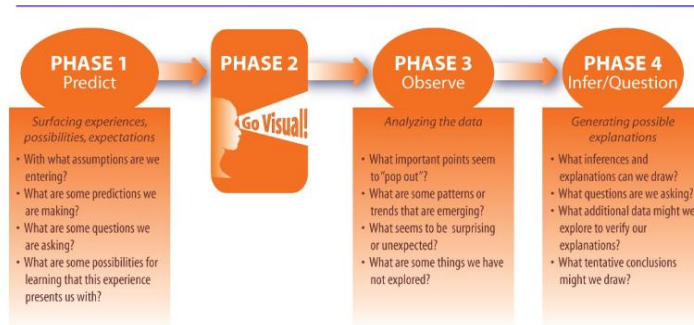 PHASE 1
Predict
Surfacing experiences,
possibilities, expectations
• With what assumptions are we
entering?
• What are some predictions we
are making?
• What are some questions we
are asking?
• What are some possibilities for
learning that this experience
presents us with?
PHASE 2
Go Visual!
PHASE 3
Observe
Analyzing the data
• What important points seem
to "pop out"?
• What are some patterns or
trends that are emerging?
• What seems to be surprising
or unexpected?
• What are some things we have
not explored?
PHASE 4
Infer/Question
Generating possible
explanations
• What inferences and
explanations can we draw?
• What questions are we asking?
• What additional data might we
explore to verify our
explanations?
• What tentative conclusions
might we draw?